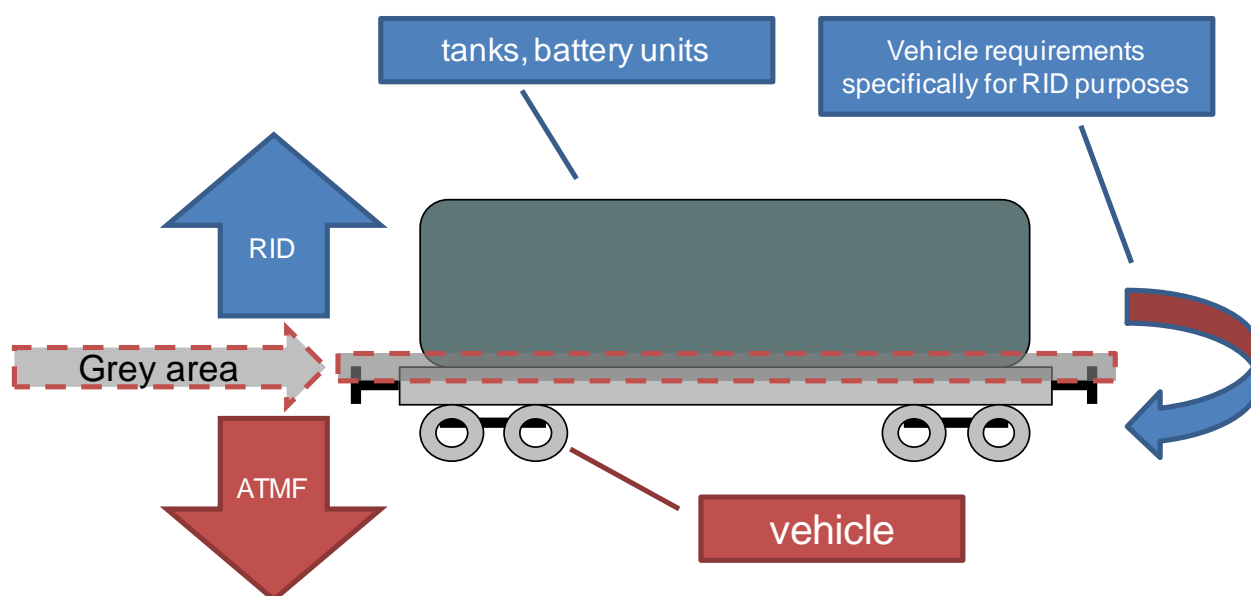 tanks, battery units
Vehicle requirements
specifically for RID purposes
RID
Grey area
ATMF
vehicle